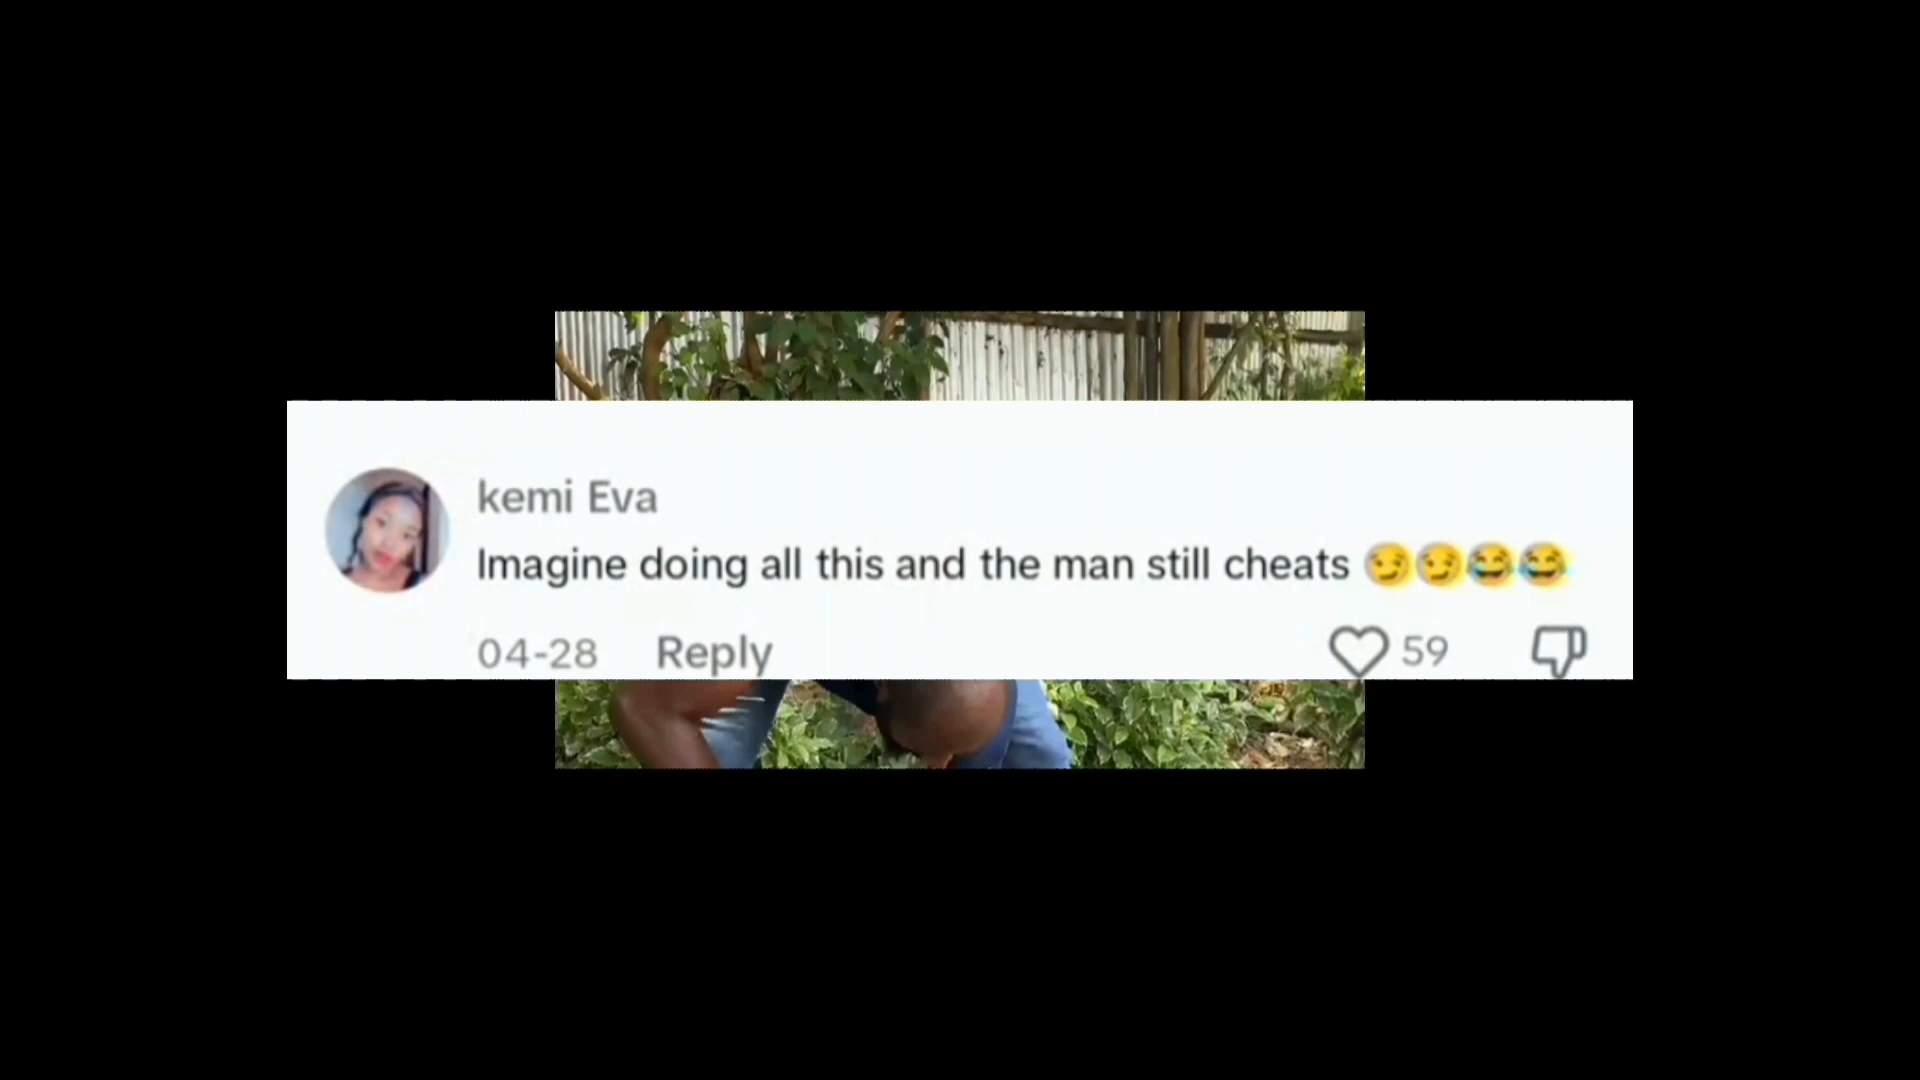 kemi Eva
Imagine doing all this and the man still cheats 😏😏😂😂
04-28 Reply 59